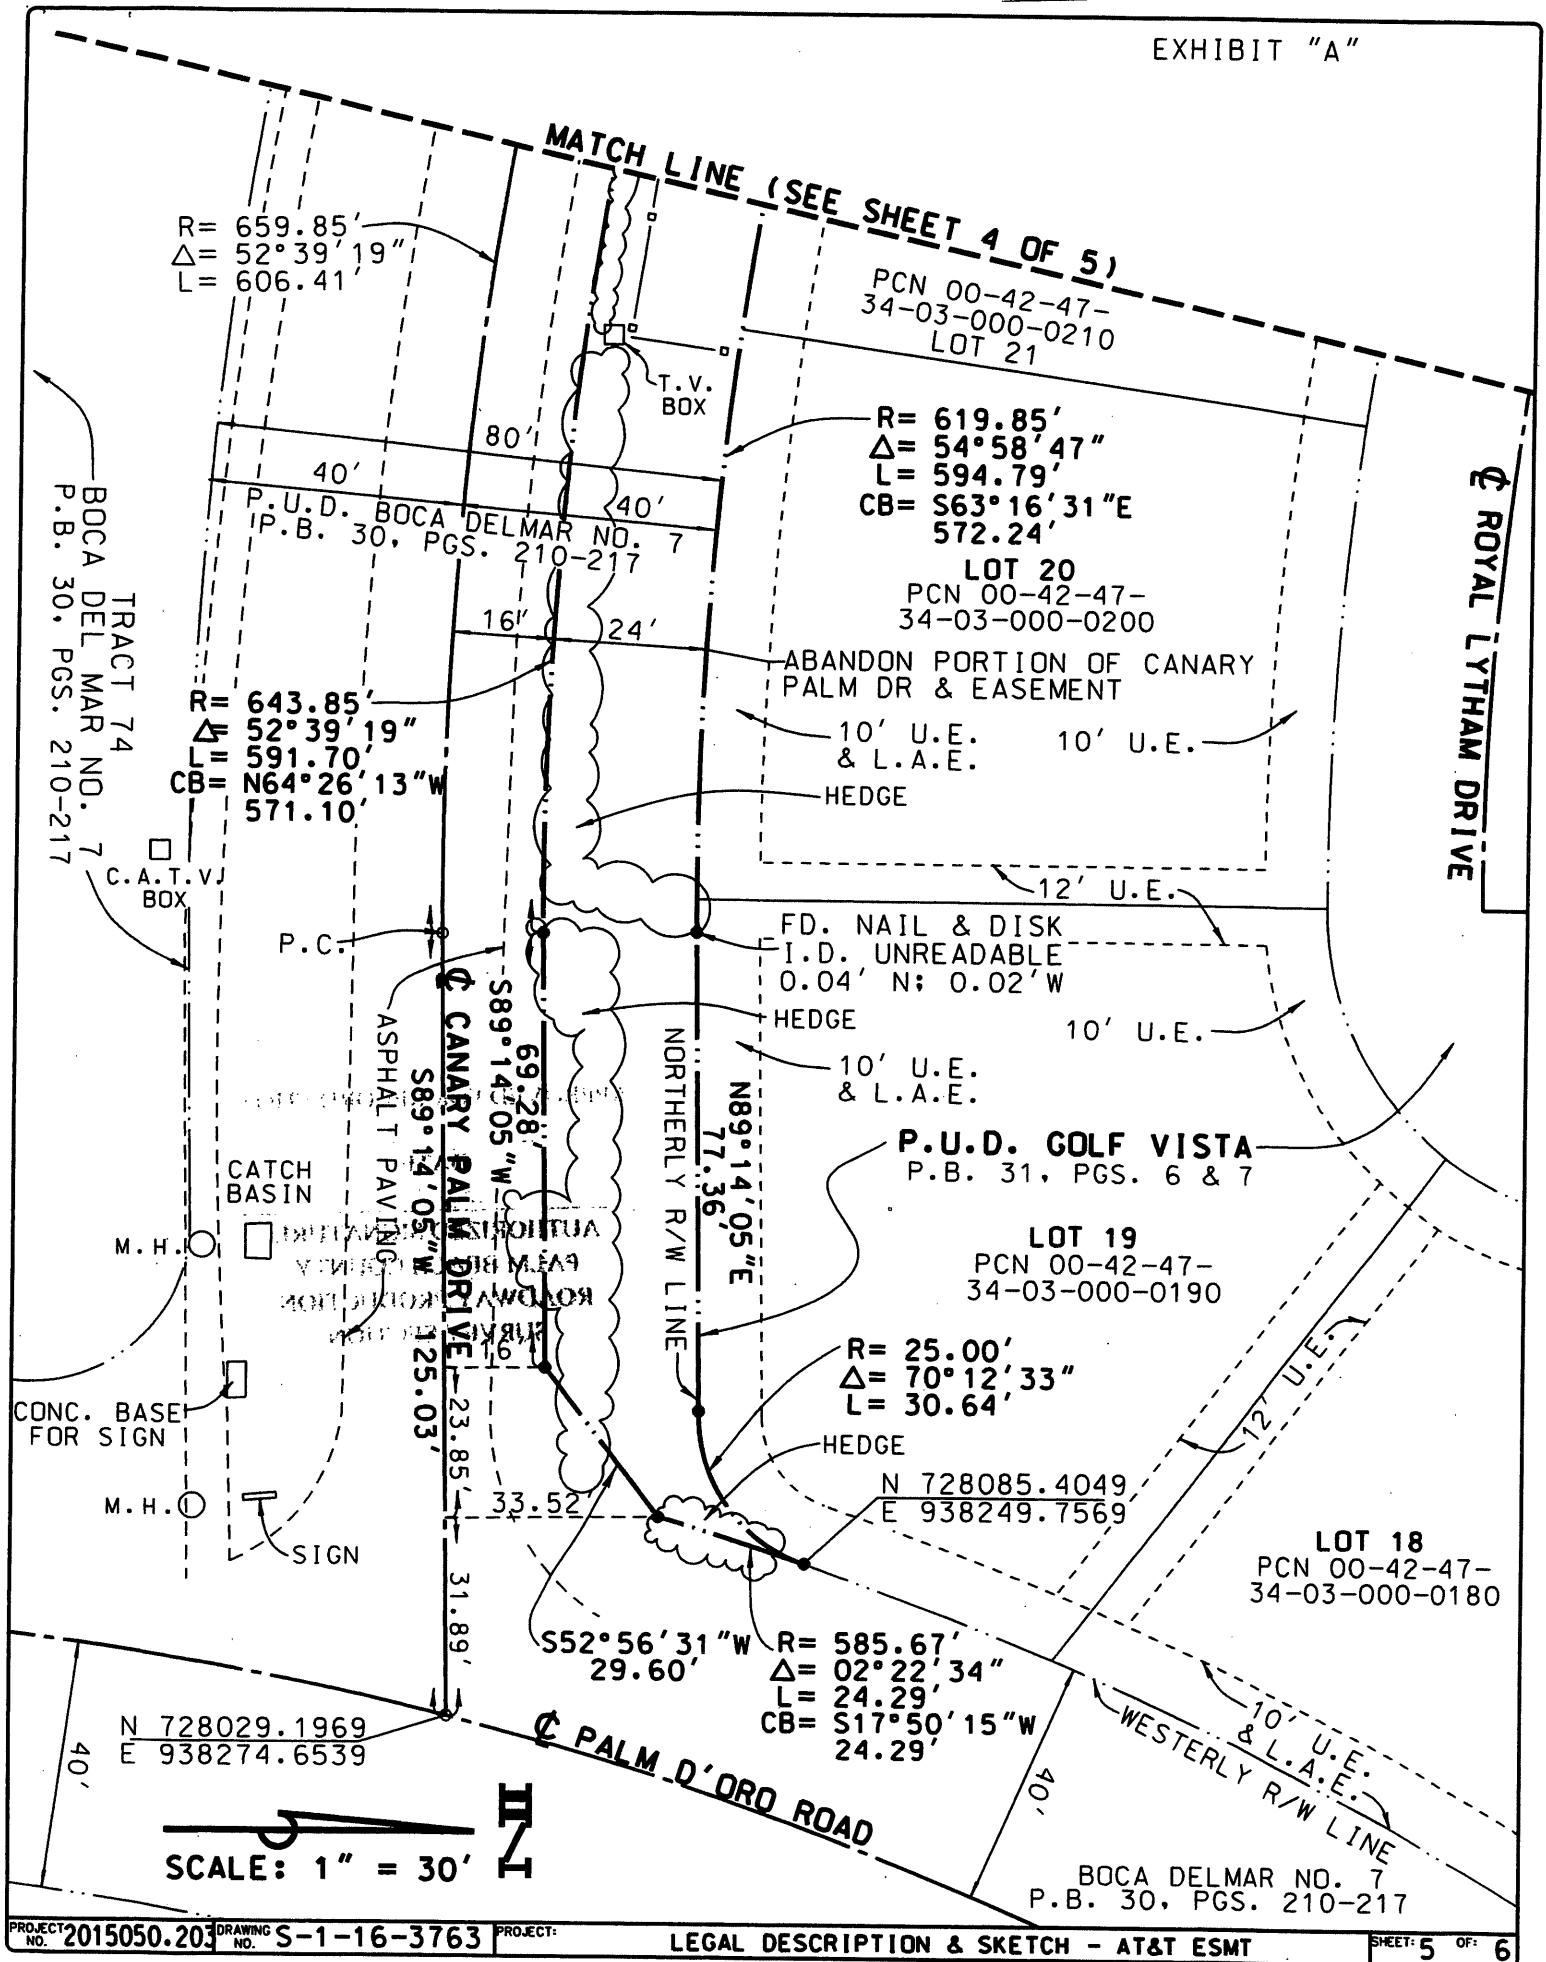 EXHIBIT "A"
MATCH LINE (SEE SHEET 4 OF 5)
R= 659.85'
Δ= 52°39'19"
L= 606.41'
PCN 00-42-47-
34-03-000-0210
LOT 21
T.V.
BOX
R= 619.85'
Δ= 54°58'47"
L= 594.79'
CB= S63°16'31"E
572.24'
80'
40'
40'
P.U.D. BOCA DELMAR NO. 7
P.B. 30, PGS. 210-217
℄ ROYAL LYTHAM DRIVE
LOT 20
PCN 00-42-47-
34-03-000-0200
16'
24'
ABANDON PORTION OF CANARY
PALM DR & EASEMENT
TRACT 74
BOCA DEL MAR NO. 7
P.B. 30, PGS. 210-217
R= 643.85'
Δ= 52°39'19"
L= 591.70'
CB= N64°26'13"W
571.10'
10' U.E.
& L.A.E.
10' U.E.
HEDGE
C.A.T.V.
BOX
12' U.E.
P.C.
FD. NAIL & DISK
I.D. UNREADABLE
0.04' N; 0.02'W
HEDGE
10' U.E.
10' U.E.
& L.A.E.
ASPHALT PAVING
℄ CANARY PALM DRIVE
S89°14'05"W 125.03'
S89°14'05"W
69.28'
NORTHERLY R/W LINE
N89°14'05"E
77.36'
P.U.D. GOLF VISTA
P.B. 31, PGS. 6 & 7
CATCH
BASIN
M.H.
AUTHORIZED SIGNATURE
PALM BEACH COUNTY
ROADWAY PRODUCTION
SURVEY SECTION
LOT 19
PCN 00-42-47-
34-03-000-0190
16'
R= 25.00'
Δ= 70°12'33"
L= 30.64'
12' U.E.
CONC. BASE
FOR SIGN
23.85'
HEDGE
M.H.
33.52'
N 728085.4049
E 938249.7569
SIGN
LOT 18
PCN 00-42-47-
34-03-000-0180
31.89'
S52°56'31"W
29.60'
R= 585.67'
Δ= 02°22'34"
L= 24.29'
CB= S17°50'15"W
24.29'
N 728029.1969
E 938274.6539
40'
℄ PALM D'ORO ROAD
40'
10' U.E.
& L.A.E.
WESTERLY R/W LINE
N
SCALE: 1" = 30'
BOCA DELMAR NO. 7
P.B. 30, PGS. 210-217
PROJECT NO. 2015050.203 DRAWING NO. S-1-16-3763 PROJECT: LEGAL DESCRIPTION & SKETCH - AT&T ESMT SHEET: 5 OF: 6